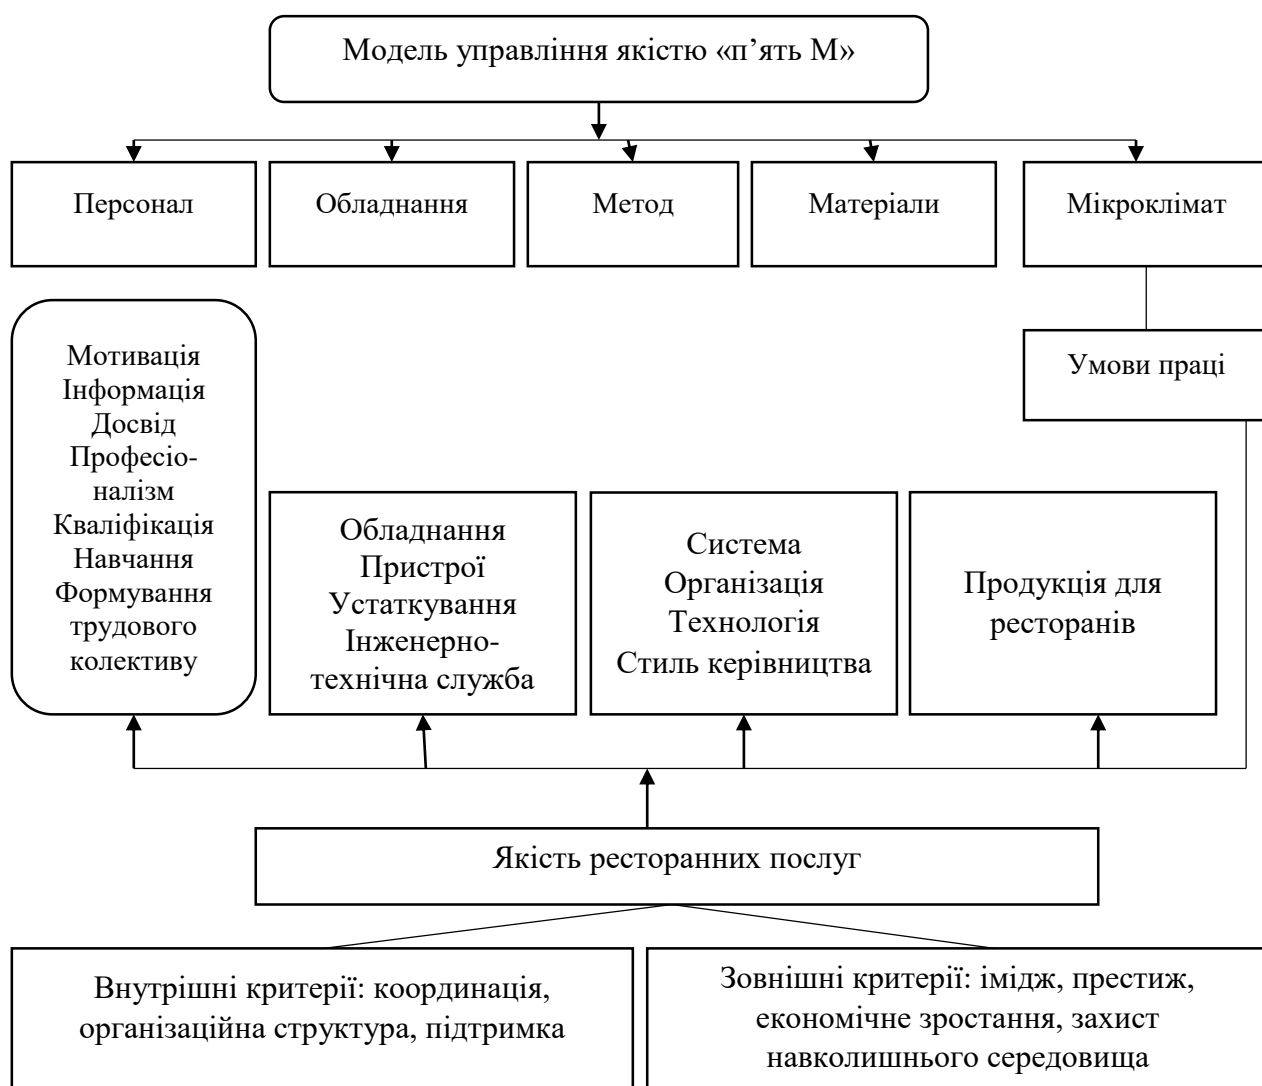 Модель управління якістю «п’ять М»
Персонал
Обладнання
Метод
Матеріали
Мікроклімат
Мотивація
Інформація
Досвід
Професіо-
налізм
Кваліфікація
Навчання
Формування
трудового
колективу
Умови праці
Обладнання
Пристрої
Устаткування
Інженерно-
технічна служба
Система
Організація
Технологія
Стиль керівництва
Продукція для
ресторанів
Якість ресторанних послуг
Внутрішні критерії: координація,
організаційна структура, підтримка
Зовнішні критерії: імідж, престиж,
економічне зростання, захист
навколишнього середовища